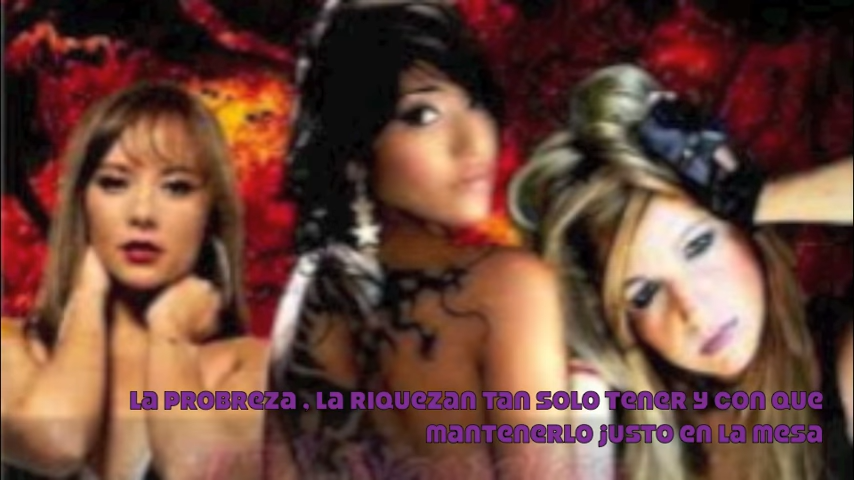 La probreza . La riquezan tan solo tener y con que
mantenerlo justo en la mesa